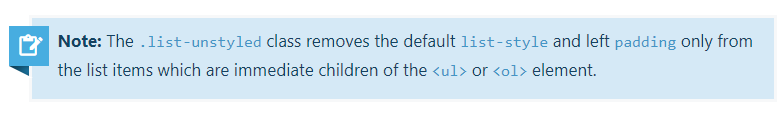 Note: The .list-unstyled class removes the default list-style and left padding only from
the list items which are immediate children of the <ul> or <ol> element.